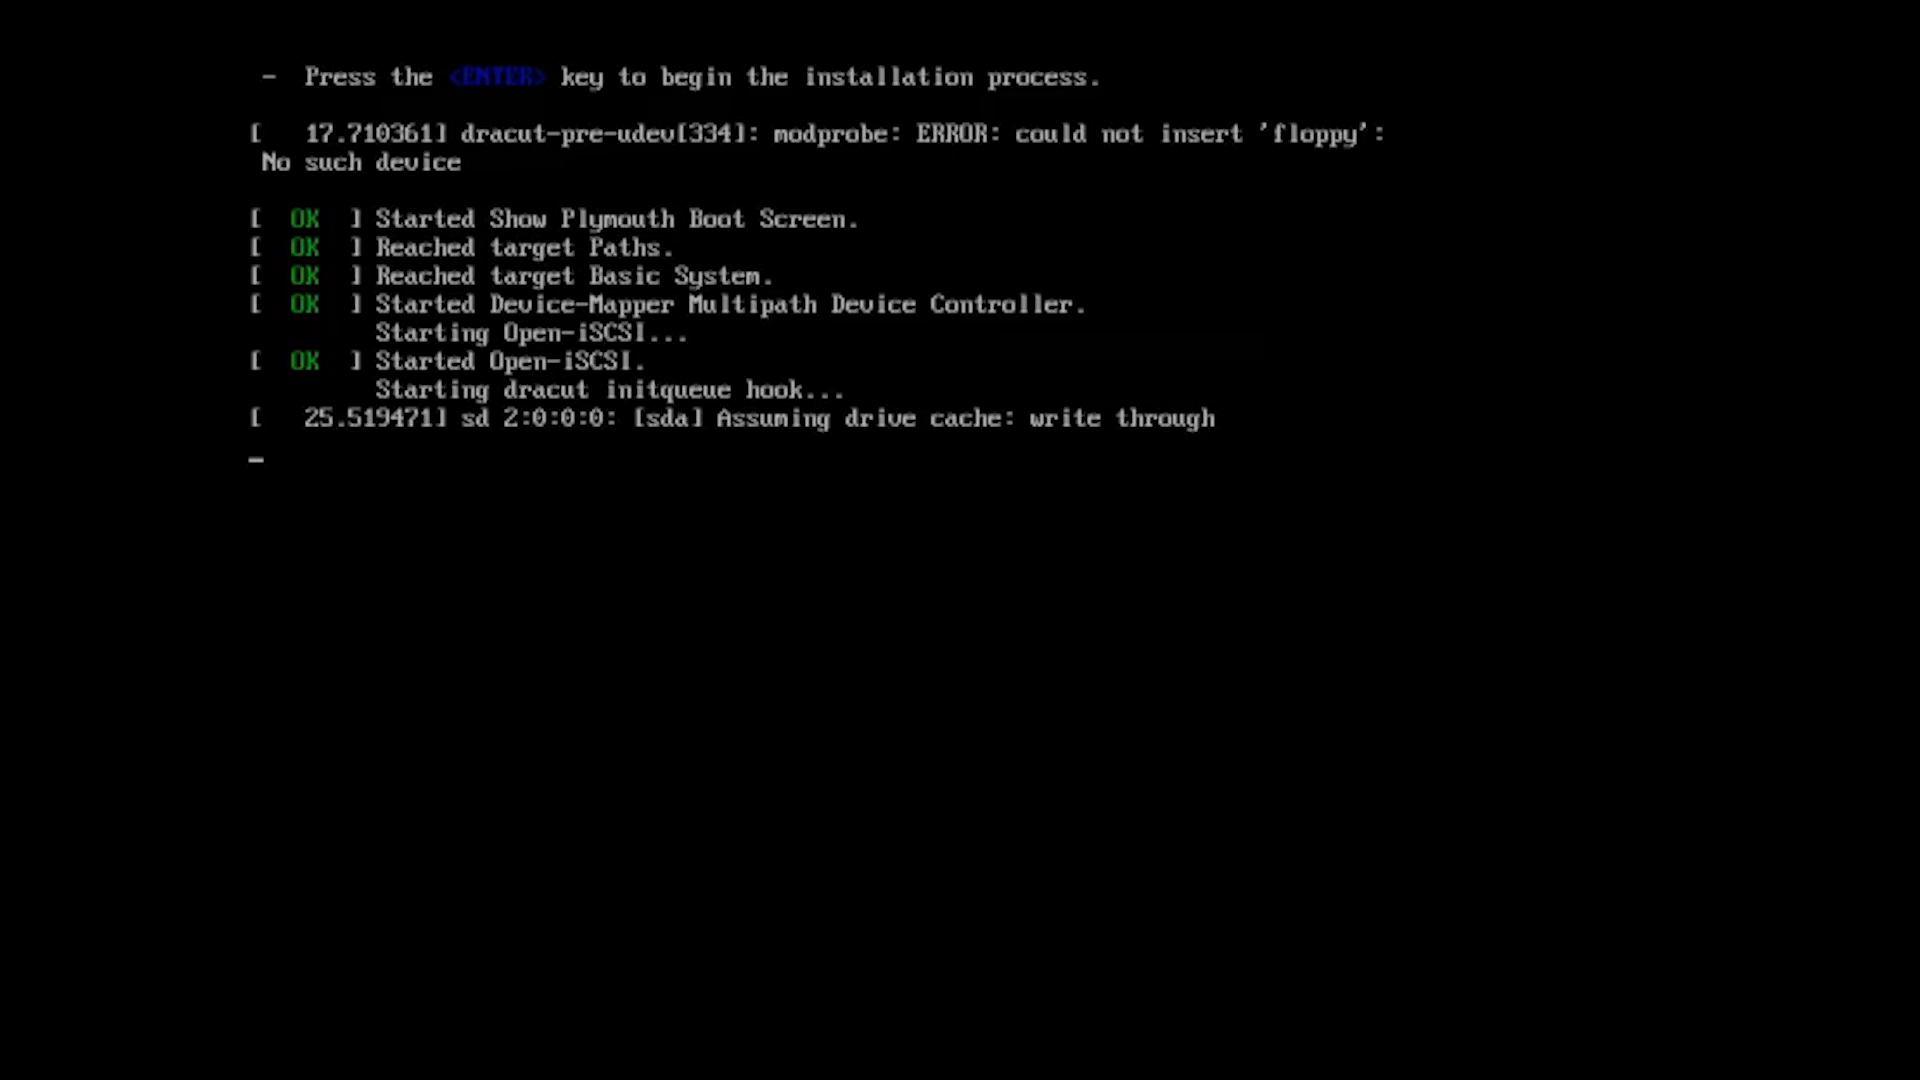 - Press the <ENTER> key to begin the installation process.
[ 17.710361] dracut-pre-udev[334]: modprobe: ERROR: could not insert 'floppy':
No such device
[ OK ] Started Show Plymouth Boot Screen.
[ OK ] Reached target Paths.
[ OK ] Reached target Basic System.
[ OK ] Started Device-Mapper Multipath Device Controller.
Starting Open-iSCSI...
[ OK ] Started Open-iSCSI.
Starting dracut initqueue hook...
[ 25.519471] sd 2:0:0:0: [sda] Assuming drive cache: write through
_